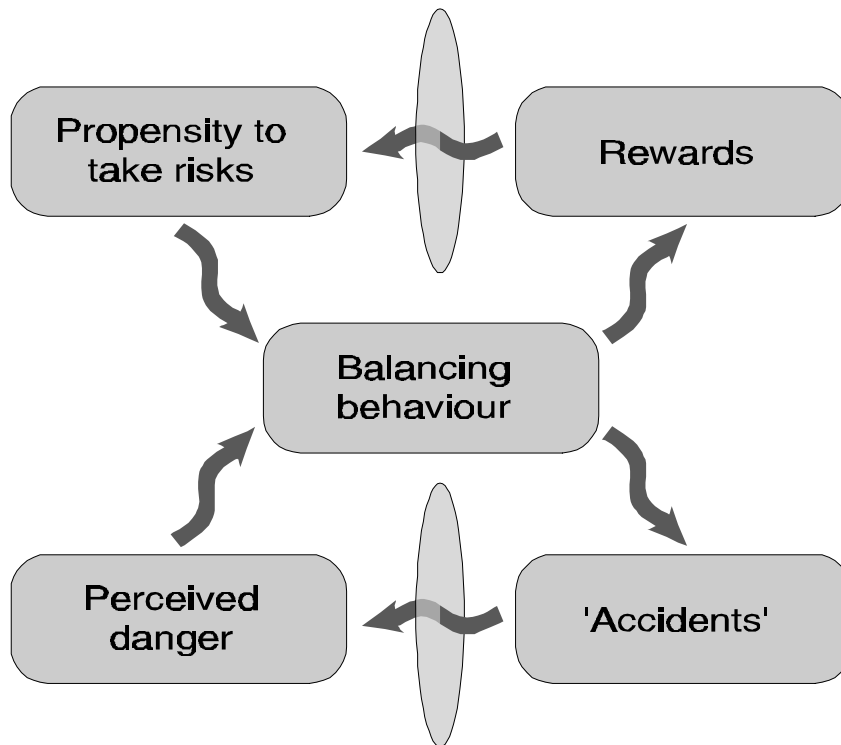 Propensity to
take risks
Rewards
Balancing
behaviour
Perceived
danger
'Accidents'